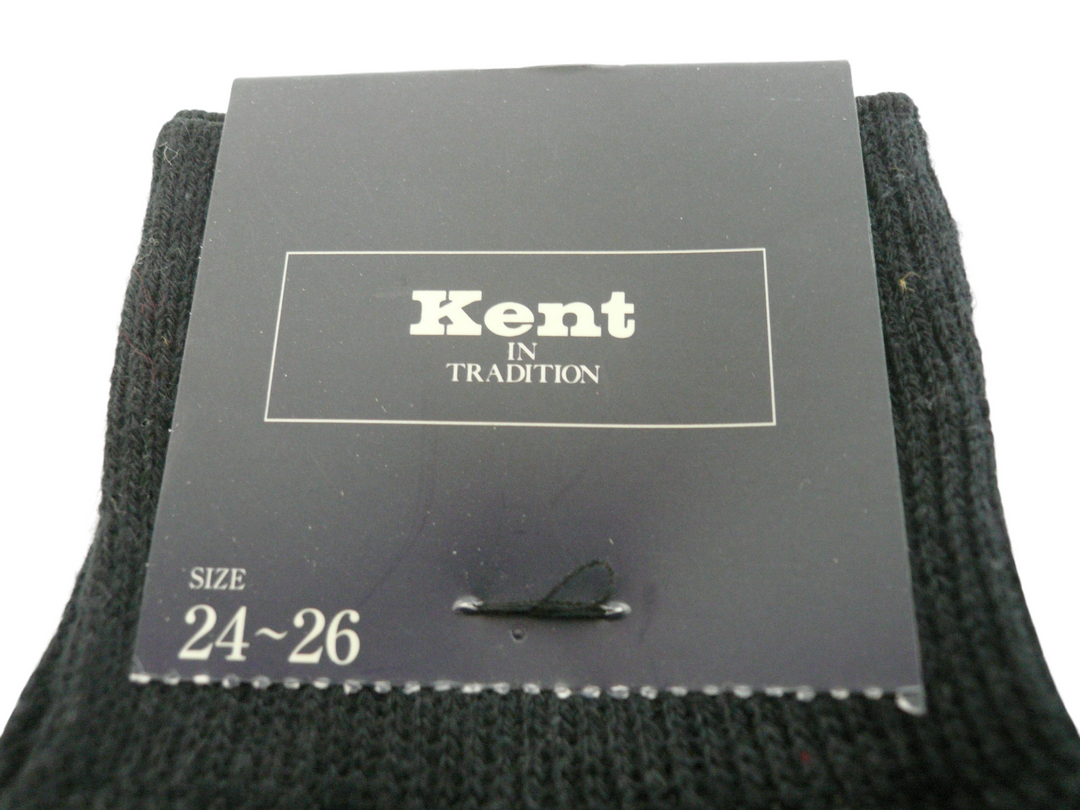 Kent
IN
TRADITION
SIZE
24~26